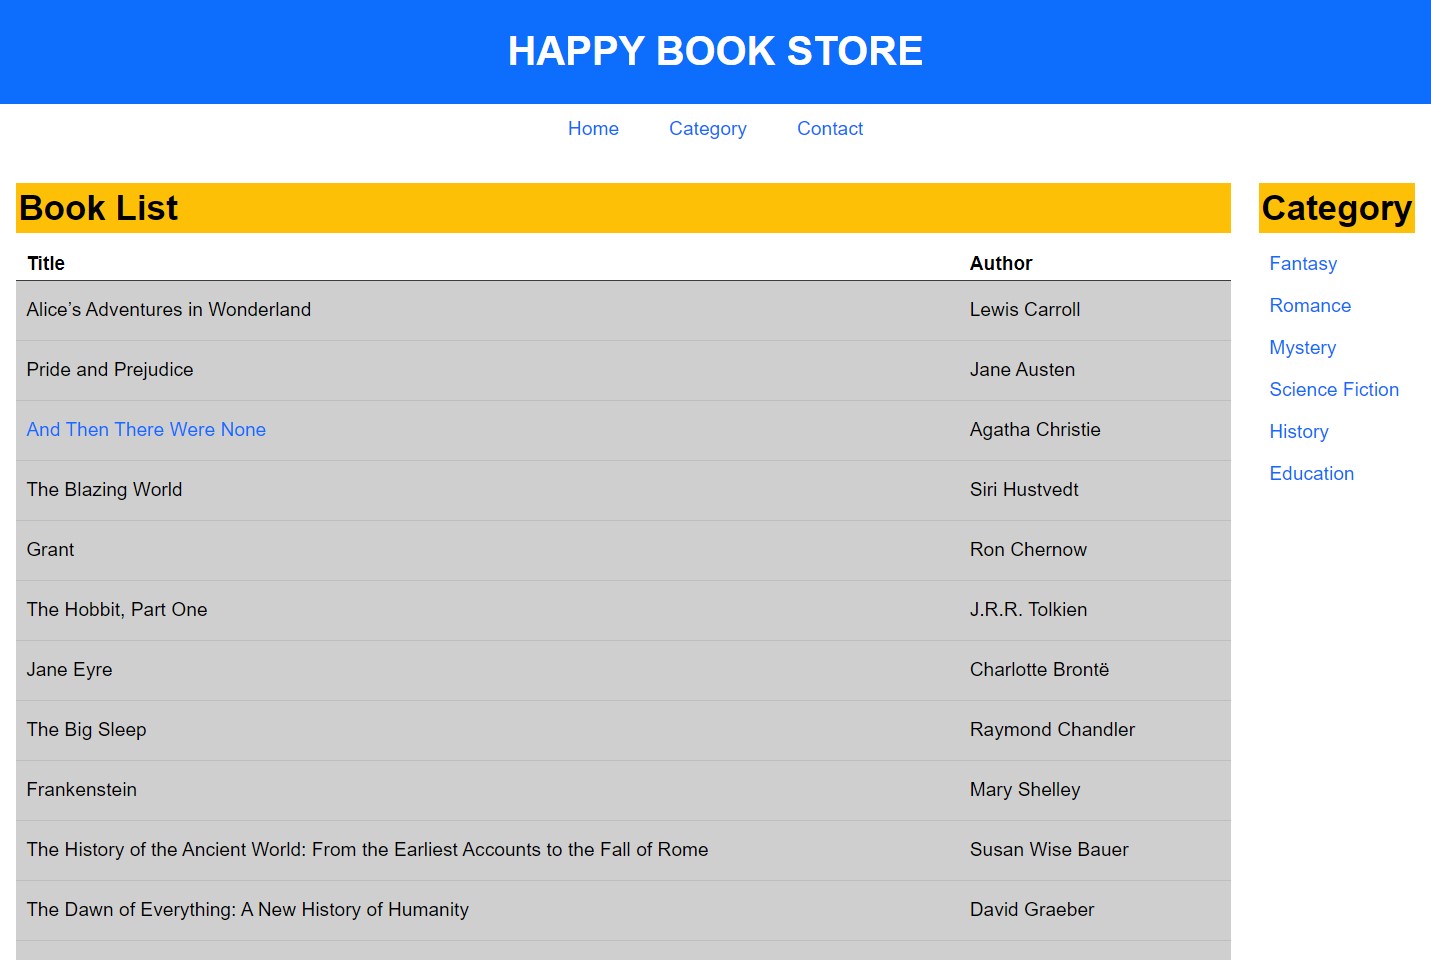 HAPPY BOOK STORE
Home Category Contact
Book List
Title Author
Alice’s Adventures in Wonderland Lewis Carroll
Pride and Prejudice Jane Austen
And Then There Were None Agatha Christie
The Blazing World Siri Hustvedt
Grant Ron Chernow
The Hobbit, Part One J.R.R. Tolkien
Jane Eyre Charlotte Brontë
The Big Sleep Raymond Chandler
Frankenstein Mary Shelley
The History of the Ancient World: From the Earliest Accounts to the Fall of Rome Susan Wise Bauer
The Dawn of Everything: A New History of Humanity David Graeber
Category
Fantasy
Romance
Mystery
Science Fiction
History
Education